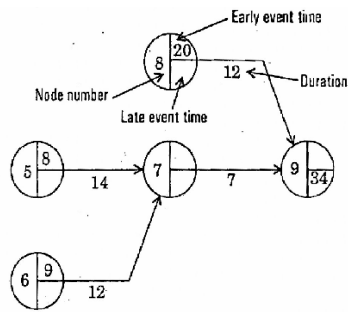 Early event time
8 20
12
Duration
Node number
Late event time
5 8
14
7
7
9 34
6 9
12